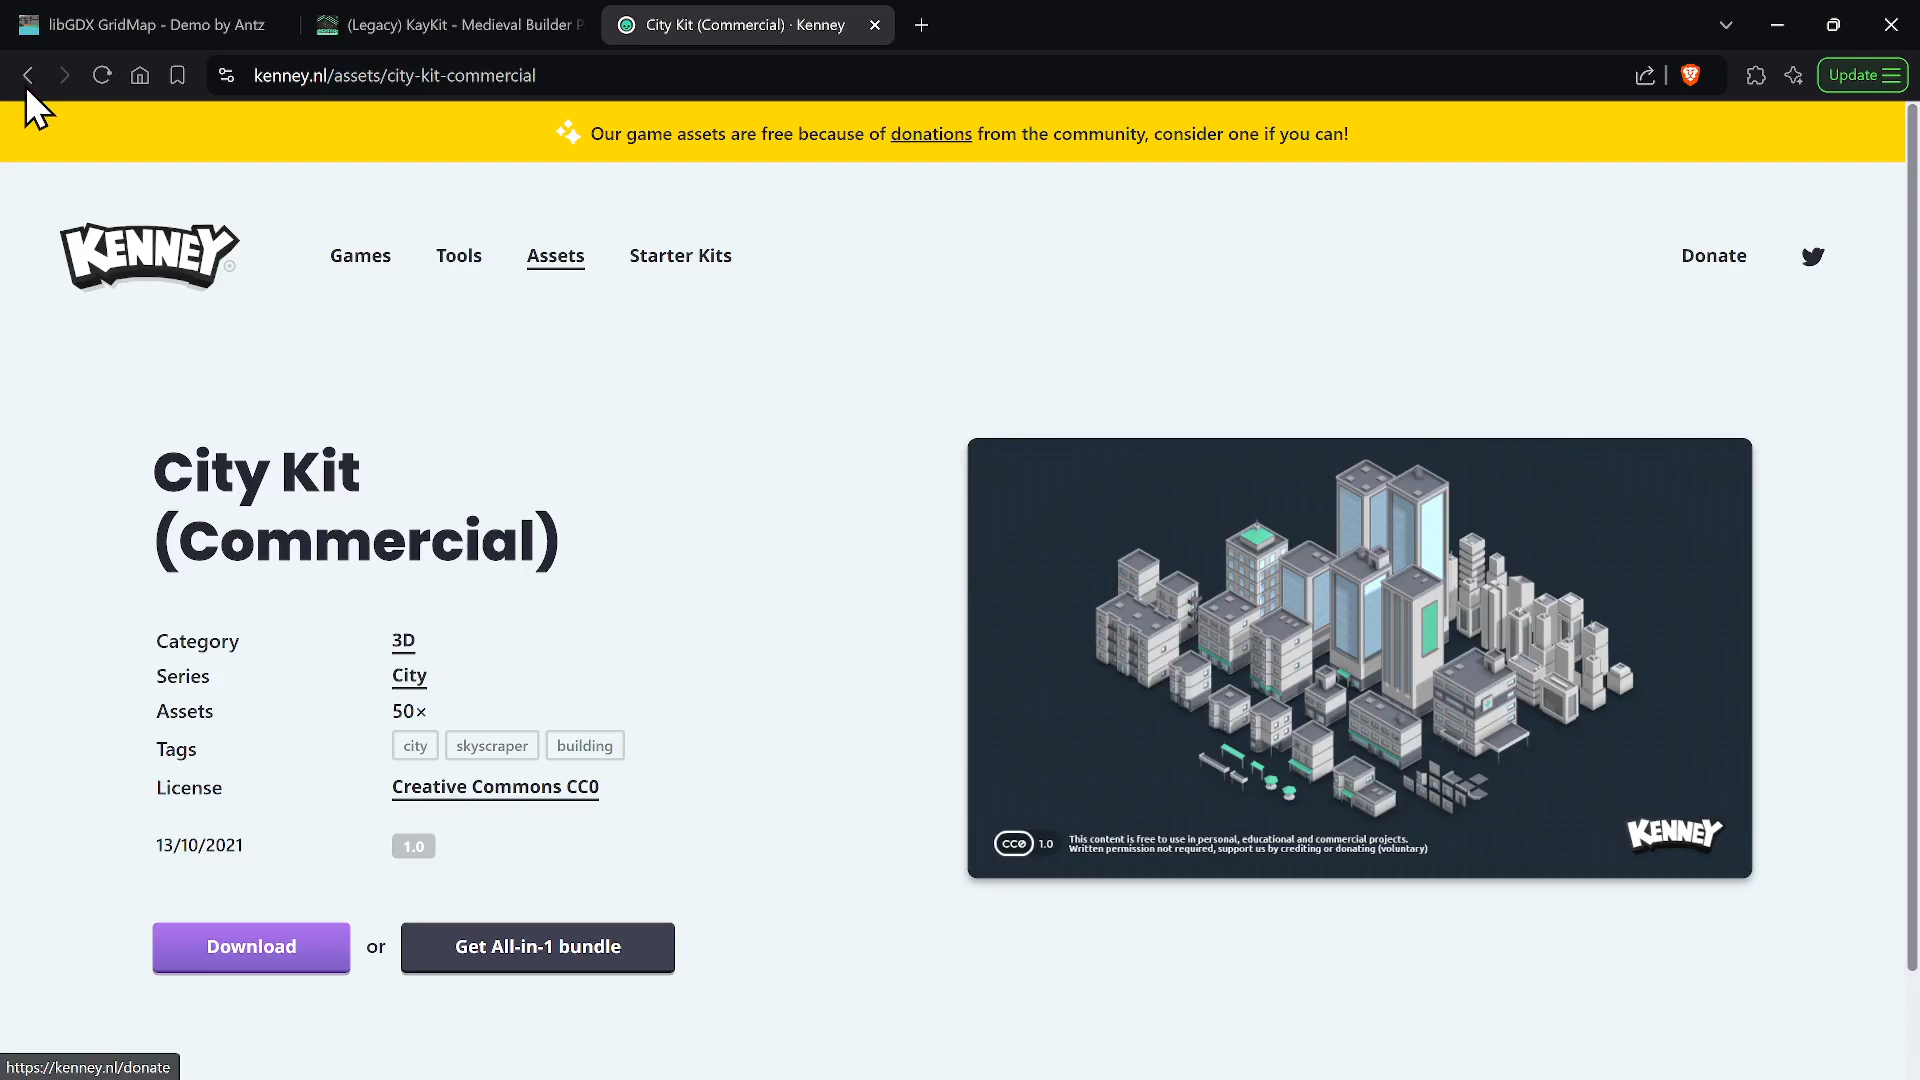 libGDX GridMap - Demo by Antz
(Legacy) KayKit - Medieval Builder P
City Kit (Commercial) · Kenney
kenney.nl/assets/city-kit-commercial
Update
Our game assets are free because of donations from the community, consider one if you can!
KENNEY
Games
Tools
Assets
Starter Kits
Donate
City Kit
(Commercial)
Category 3D
Series City
Assets 50×
Tags city skyscraper building
License Creative Commons CC0
13/10/2021 1.0
Download or Get All-in-1 bundle
CC0 1.0
This content is free to use in personal, educational and commercial projects.
Written permission not required, support us by crediting or donating (voluntary)
KENNEY
https://kenney.nl/donate